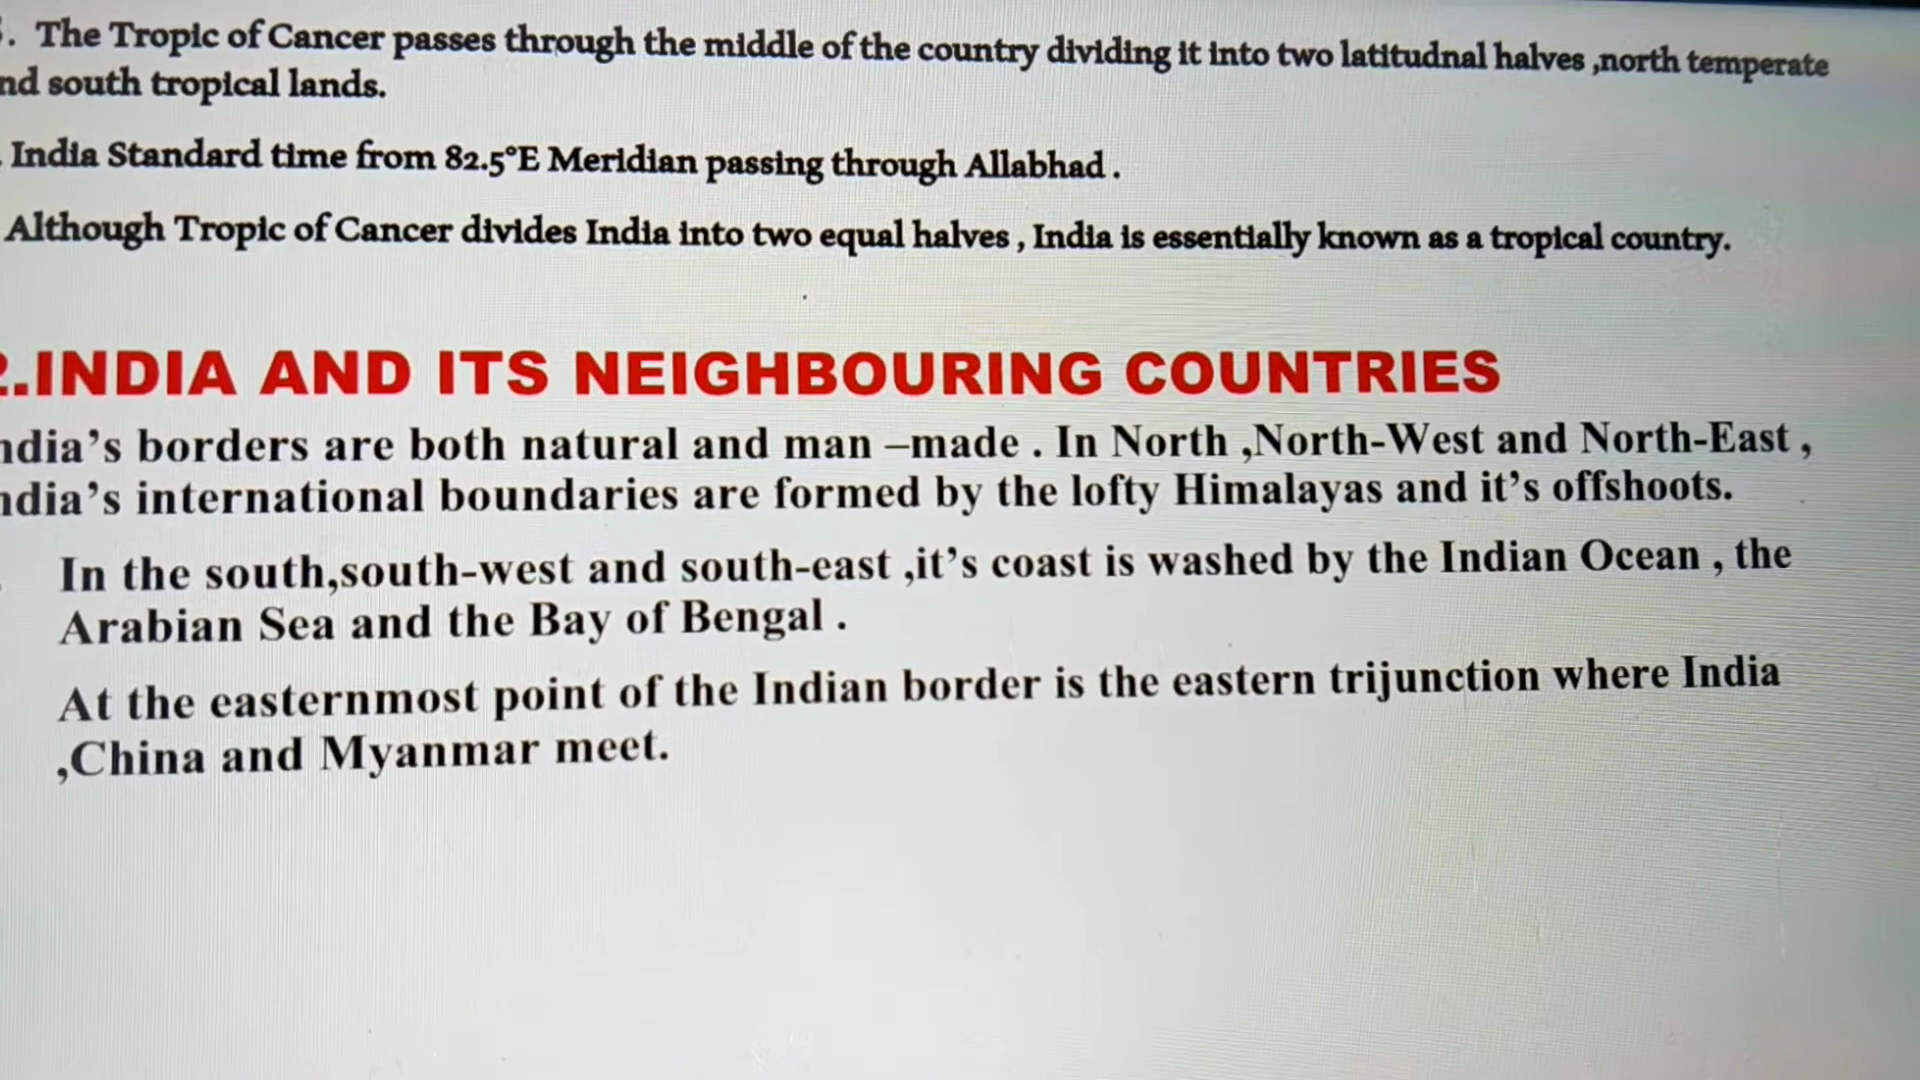 . The Tropic of Cancer passes through the middle of the country dividing it into two latitudnal halves ,north temperate
nd south tropical lands.
India Standard time from 82.5°E Meridian passing through Allabhad .
Although Tropic of Cancer divides India into two equal halves , India is essentially known as a tropical country.
.INDIA AND ITS NEIGHBOURING COUNTRIES
ndia’s borders are both natural and man –made . In North ,North-West and North-East ,
ndia’s international boundaries are formed by the lofty Himalayas and it’s offshoots.
In the south,south-west and south-east ,it’s coast is washed by the Indian Ocean , the
Arabian Sea and the Bay of Bengal .
At the easternmost point of the Indian border is the eastern trijunction where India
,China and Myanmar meet.